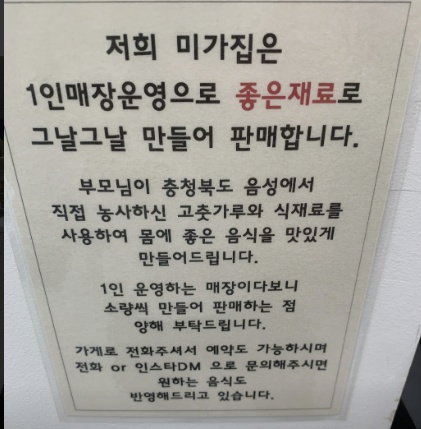 저희 미가집은
1인매장운영으로 좋은재료로
그날그날 만들어 판매합니다.
부모님이 충청북도 음성에서
직접 농사하신 고춧가루와 식재료를
사용하여 몸에 좋은 음식을 맛있게
만들어드립니다.
1인 운영하는 매장이다보니
소량씩 만들어 판매하는 점
양해 부탁드립니다.
가게로 전화주셔서 예약도 가능하시며
전화 or 인스타DM 으로 문의해주시면
원하는 음식도
반영해드리고 있습니다.